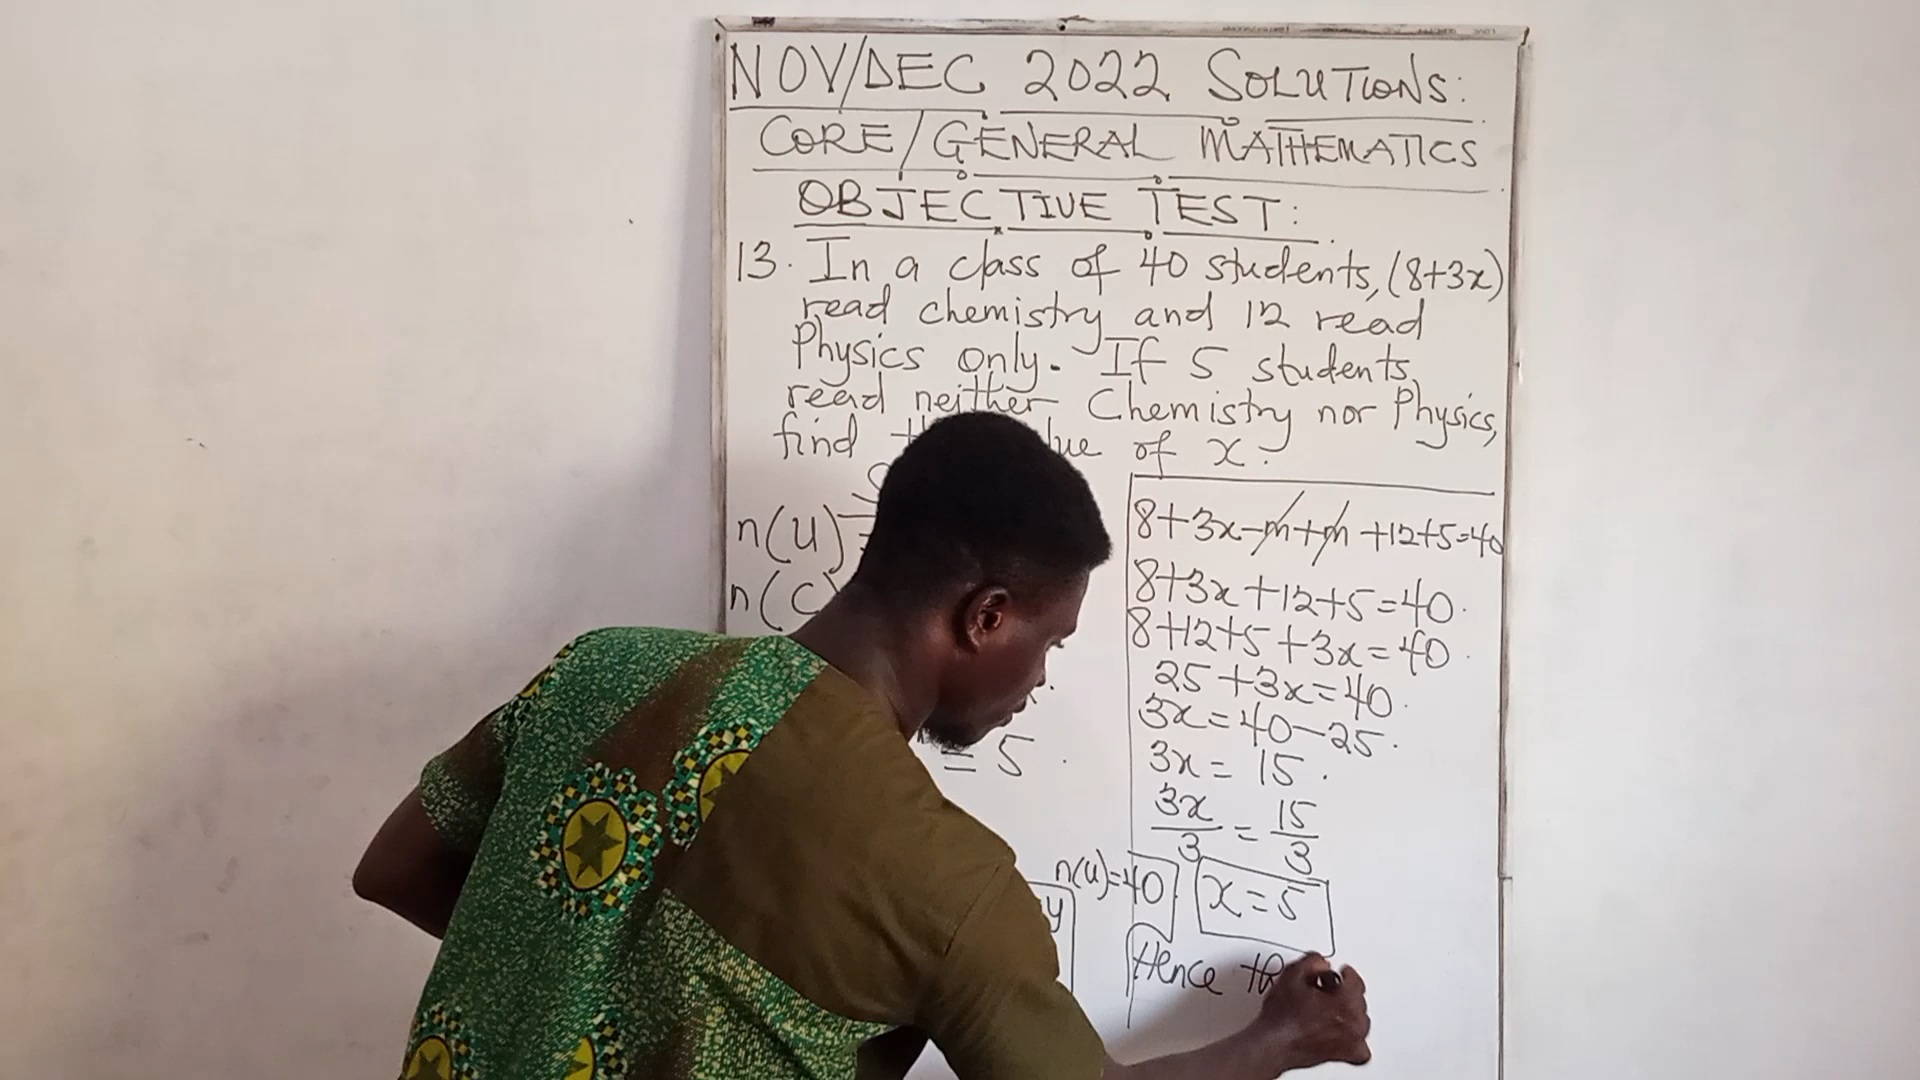 NOV/DEC 2022 SOLUTIONS:
CORE/GENERAL MATHEMATICS
OBJECTIVE TEST:
13. In a class of 40 students, (8+3x)
read chemistry and 12 read
Physics only. If 5 students
read neither Chemistry nor Physics,
find of x.
n(U)
n(C)
= 5
y
n(U)=40
8+3x-m+m+12+5=40
8+3x+12+5=40.
8+12+5+3x=40.
25+3x=40.
3x=40-25.
3x=15.
3x/3 = 15/3
x=5
Hence